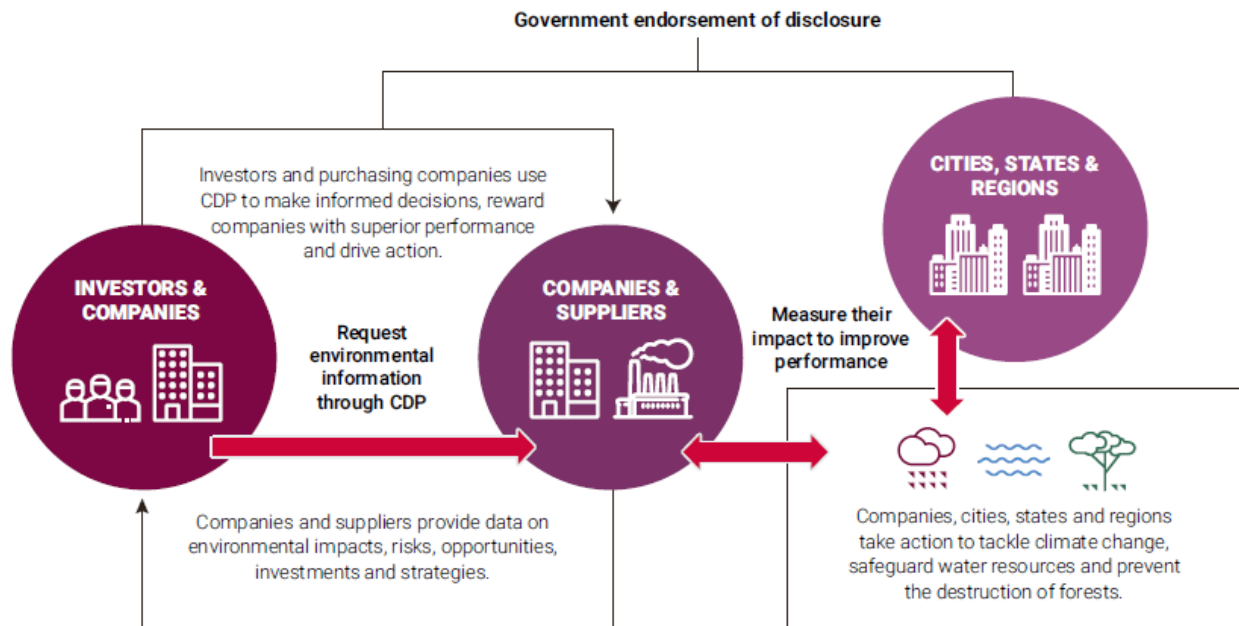 Government endorsement of disclosure
Investors and purchasing companies use
CDP to make informed decisions, reward
companies with superior performance
and drive action.
CITIES, STATES &
REGIONS
INVESTORS &
COMPANIES
Request
environmental
information
through CDP
COMPANIES &
SUPPLIERS
Measure their
impact to improve
performance
Companies and suppliers provide data on
environmental impacts, risks, opportunities,
investments and strategies.
Companies, cities, states and regions
take action to tackle climate change,
safeguard water resources and prevent
the destruction of forests.